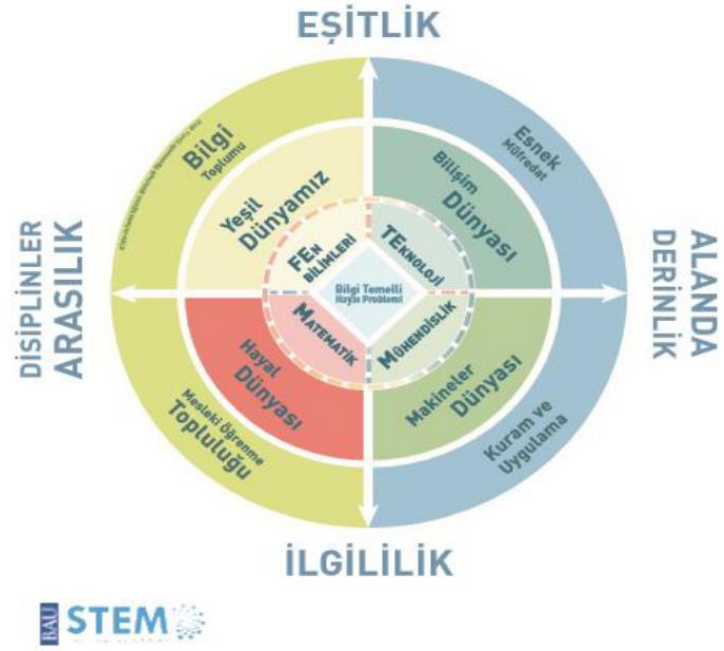 EŞİTLİK
Bilgi
Toplumu
Esnek
Müfredat
Yeşil
Dünyamız
Bilişim
Dünyası
FEN
BİLİMLERİ
TEKNOLOJİ
DİSİPLİNLER
ARASILIK
Bilgi Temelli
Hayat Problemi
ALANDA
DERİNLİK
MATEMATİK
MÜHENDİSLİK
Hayal
Dünyası
Makineler
Dünyası
Mesleki Öğrenme
Topluluğu
Kuram ve
Uygulama
İLGİLİLİK
BAU STEM